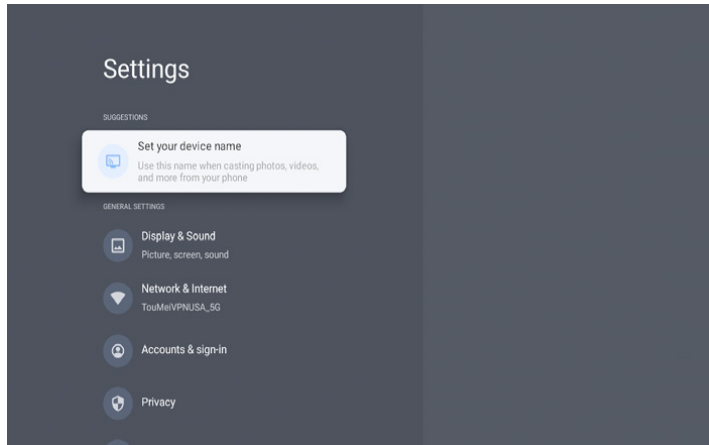 Settings
SUGGESTIONS
Set your device name
Use this name when casting photos, videos,
and more from your phone
GENERAL SETTINGS
Display & Sound
Picture, screen, sound
Network & Internet
TouMeiVPNUSA_5G
Accounts & sign-in
Privacy